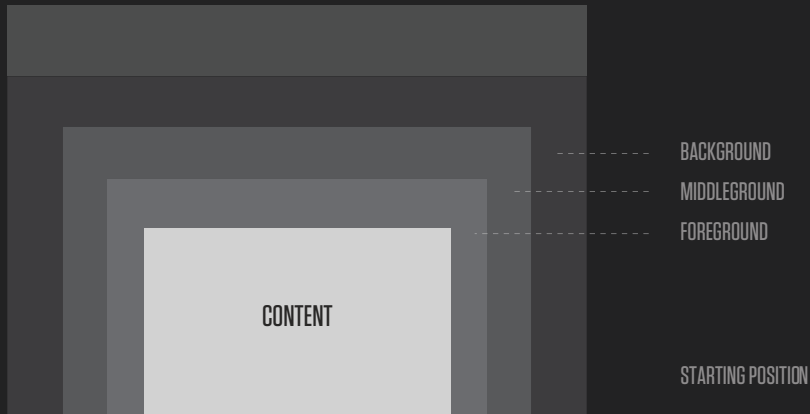 BACKGROUND
MIDDLEGROUND
FOREGROUND
CONTENT
STARTING POSITION